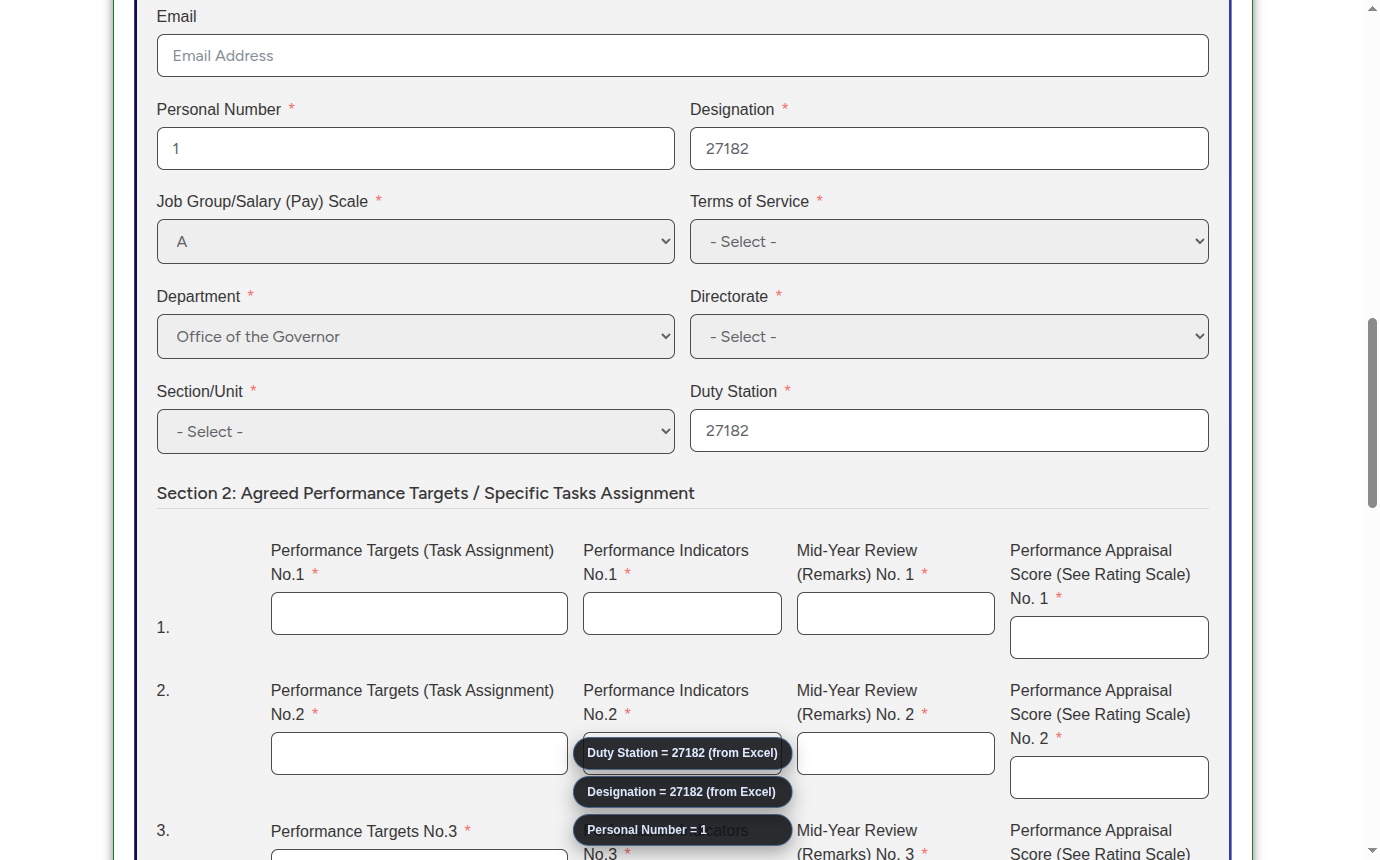 Email
Email Address
Personal Number *
Designation *
1
27182
Job Group/Salary (Pay) Scale *
Terms of Service *
A
- Select -
Department *
Directorate *
Office of the Governor
- Select -
Section/Unit *
Duty Station *
- Select -
27182
Section 2: Agreed Performance Targets / Specific Tasks Assignment
1.
Performance Targets (Task Assignment)
No.1 *
Performance Indicators
No.1 *
Mid-Year Review
(Remarks) No. 1 *
Performance Appraisal
Score (See Rating Scale)
No. 1 *
2.
Performance Targets (Task Assignment)
No.2 *
Performance Indicators
No.2 *
Mid-Year Review
(Remarks) No. 2 *
Performance Appraisal
Score (See Rating Scale)
No. 2 *
Duty Station = 27182 (from Excel)
Designation = 27182 (from Excel)
Personal Number = 1
3.
Performance Targets No.3 *
No.3 *
Mid-Year Review
(Remarks) No. 3 *
Performance Appraisal
Score (See Rating Scale)